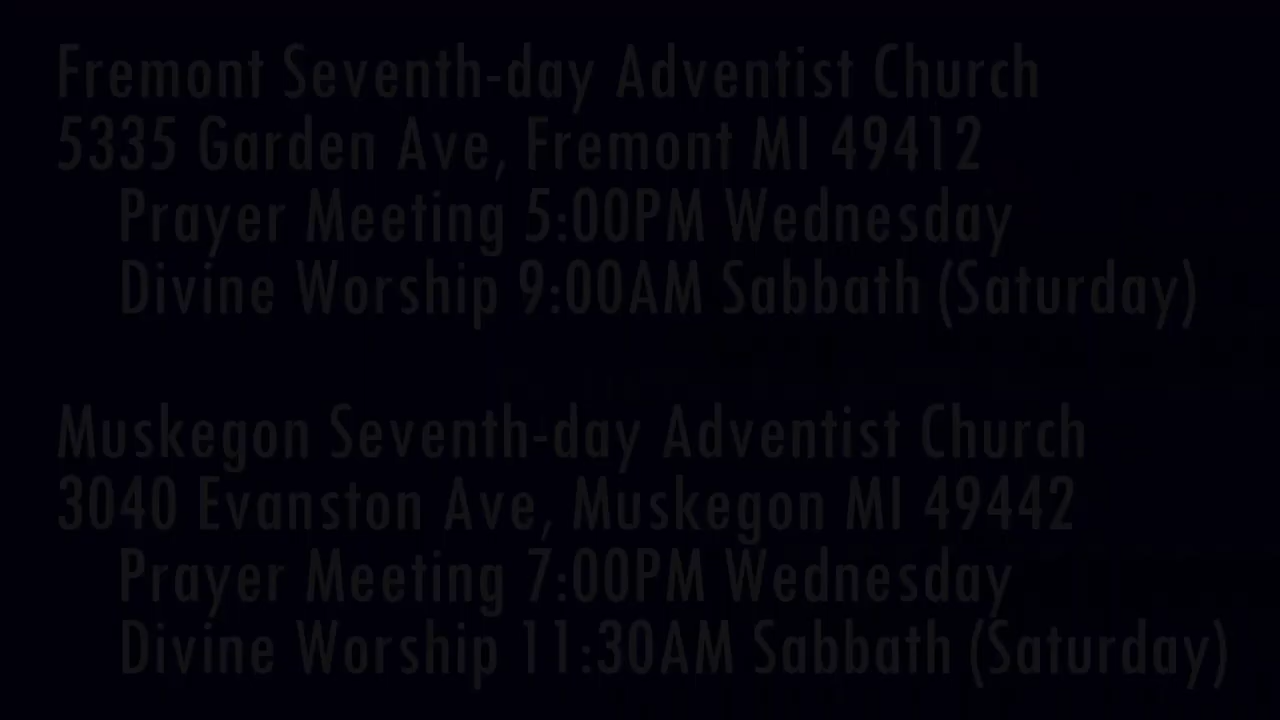 Fremont Seventh-day Adventist Church
5335 Garden Ave, Fremont MI 49412
Prayer Meeting 5:00PM Wednesday
Divine Worship 9:00AM Sabbath (Saturday)
Muskegon Seventh-day Adventist Church
3040 Evanston Ave, Muskegon MI 49442
Prayer Meeting 7:00PM Wednesday
Divine Worship 11:30AM Sabbath (Saturday)